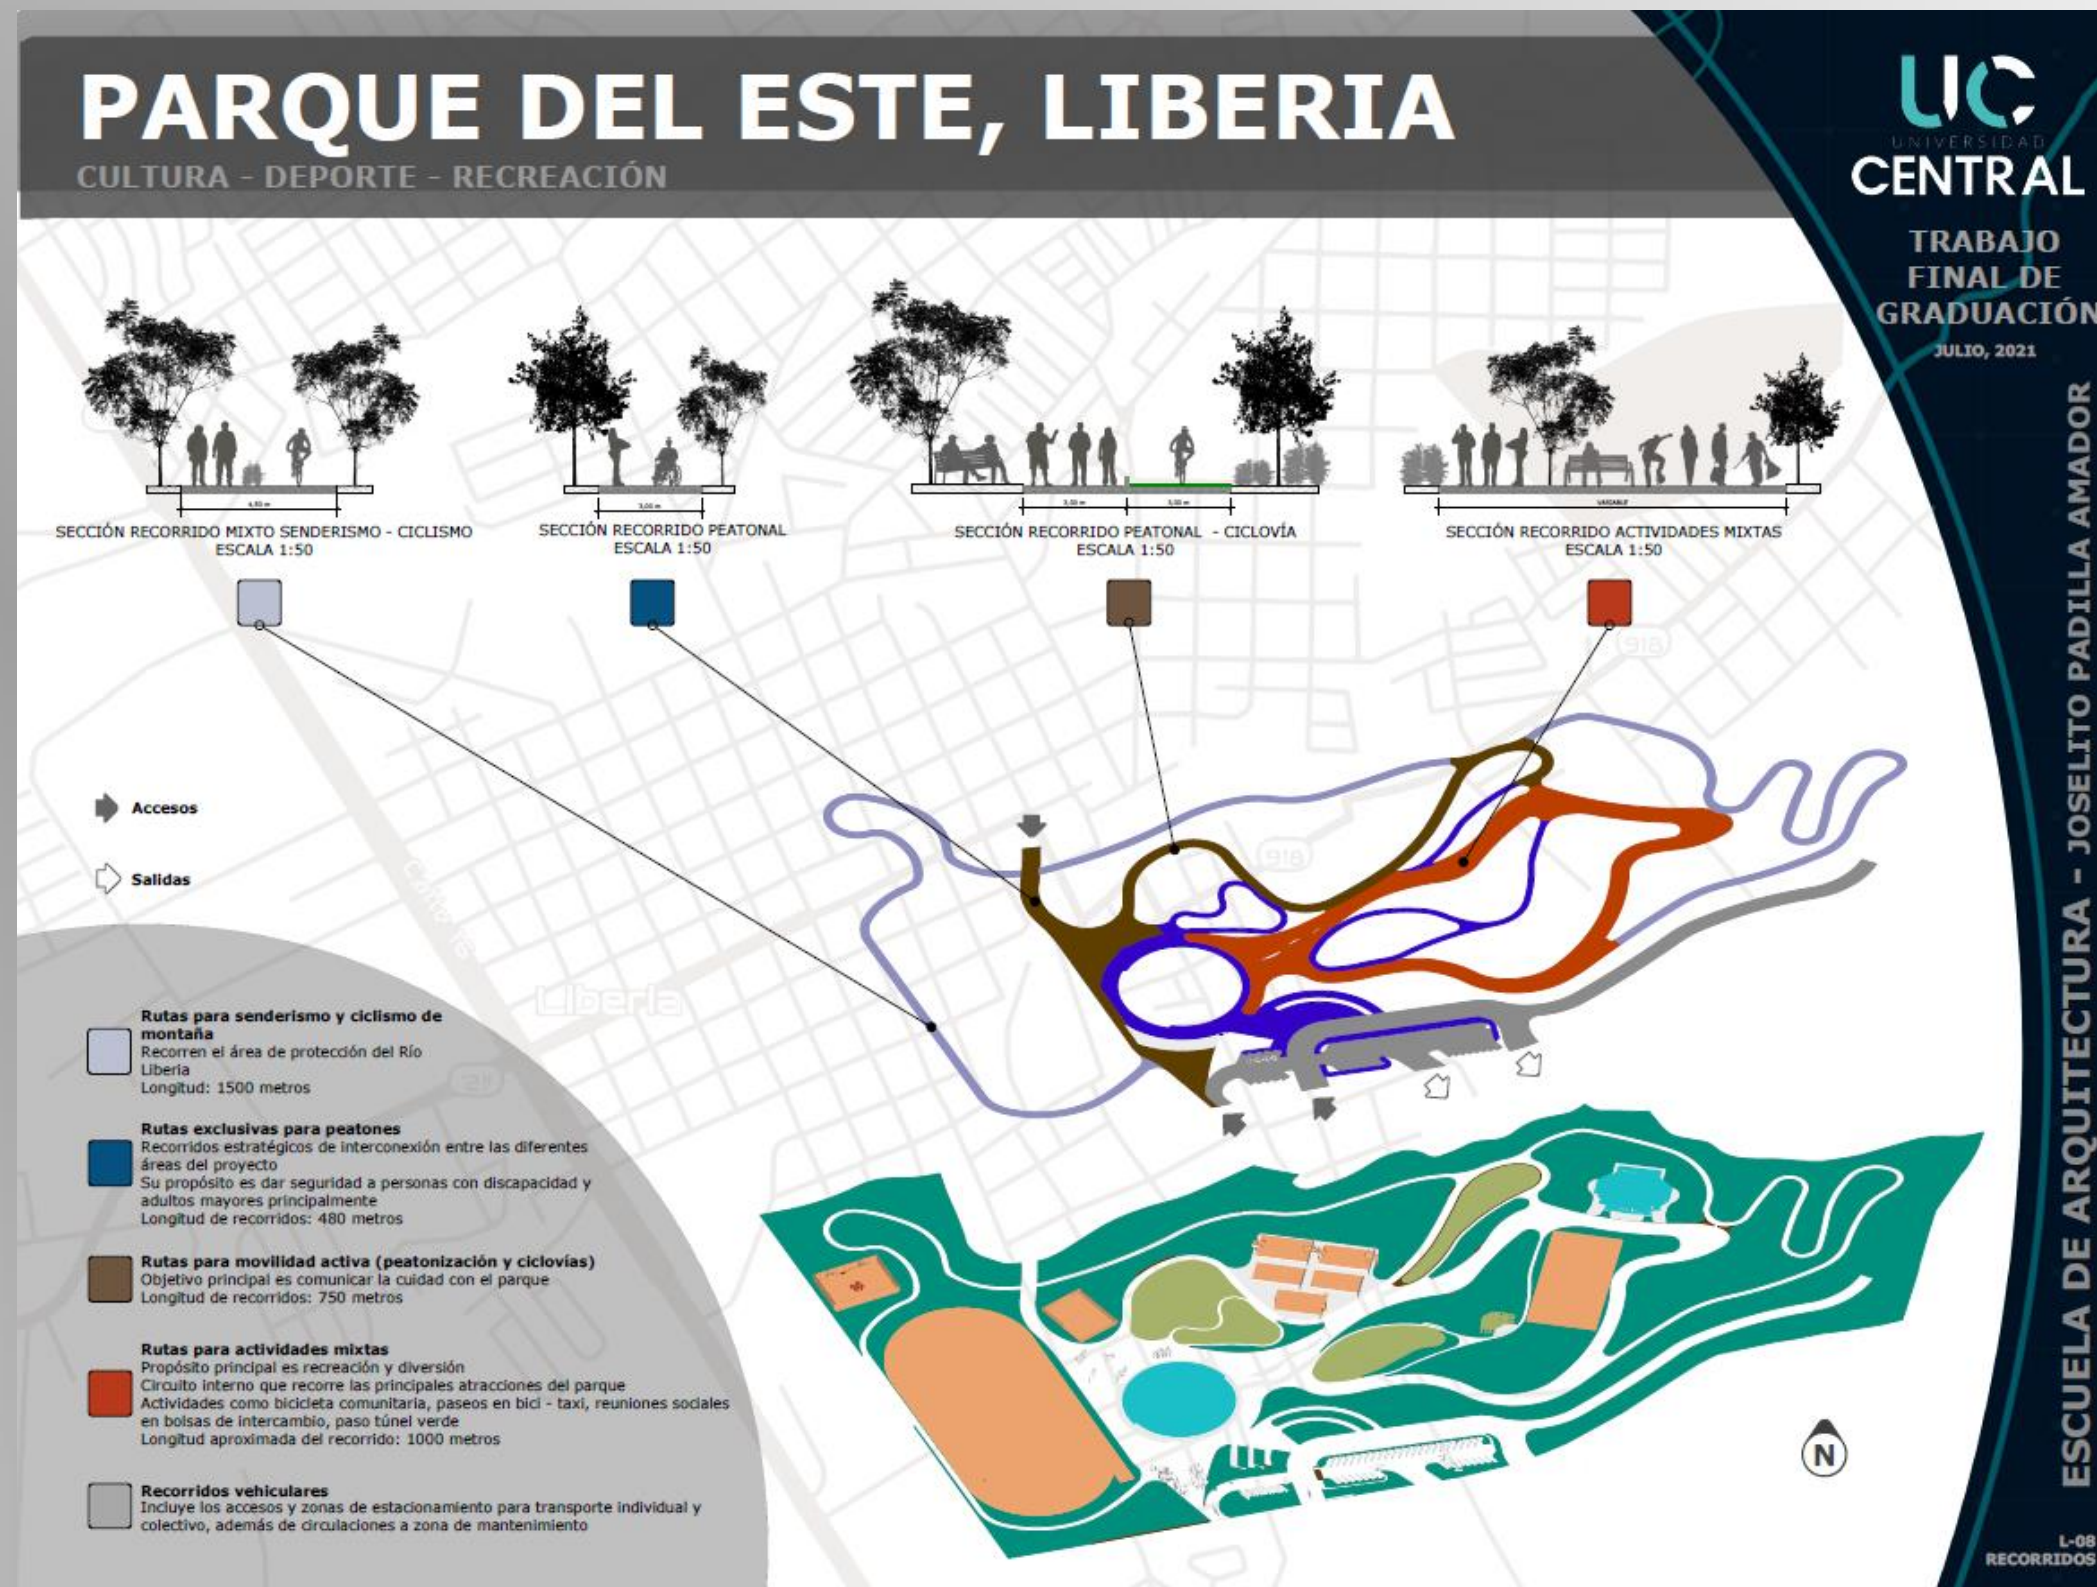 PARQUE DEL ESTE, LIBERIA
CULTURA - DEPORTE - RECREACIÓN
UC
UNIVERSIDAD
CENTRAL
TRABAJO
FINAL DE
GRADUACIÓN
JULIO, 2021
ESCUELA DE ARQUITECTURA - JOSELITO PADILLA AMADOR
L-08
RECORRIDOS
4,50 m
SECCIÓN RECORRIDO MIXTO SENDERISMO - CICLISMO
ESCALA 1:50
3,00 m
SECCIÓN RECORRIDO PEATONAL
ESCALA 1:50
3,00 m
SECCIÓN RECORRIDO PEATONAL - CICLOVÍA
ESCALA 1:50
VARIABLE
SECCIÓN RECORRIDO ACTIVIDADES MIXTAS
ESCALA 1:50
918
Accesos
Salidas
918
Liberia
Rutas para senderismo y ciclismo de
montaña
Recorren el área de protección del Río
Liberia
Longitud: 1500 metros
Rutas exclusivas para peatones
Recorridos estratégicos de interconexión entre las diferentes
áreas del proyecto
Su propósito es dar seguridad a personas con discapacidad y
adultos mayores principalmente
Longitud de recorridos: 480 metros
Rutas para movilidad activa (peatonización y ciclovías)
Objetivo principal es comunicar la cuidad con el parque
Longitud de recorridos: 750 metros
Rutas para actividades mixtas
Propósito principal es recreación y diversión
Circuito interno que recorre las principales atracciones del parque
Actividades como bicicleta comunitaria, paseos en bici - taxi, reuniones sociales
en bolsas de intercambio, paso túnel verde
Longitud aproximada del recorrido: 1000 metros
Recorridos vehiculares
Incluye los accesos y zonas de estacionamiento para transporte individual y
colectivo, además de circulaciones a zona de mantenimiento
N